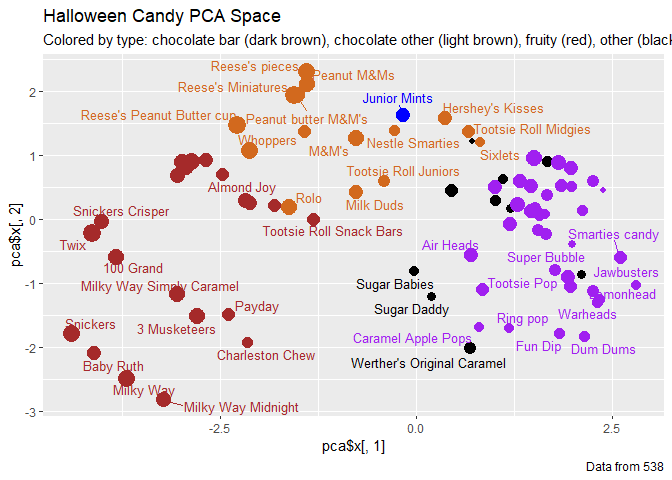 Halloween Candy PCA Space
Colored by type: chocolate bar (dark brown), chocolate other (light brown), fruity (red), other (black
Reese's pieces
Peanut M&Ms
Reese's Miniatures
Junior Mints
Reese's Peanut Butter cup
Peanut butter M&M's
Hershey's Kisses
Tootsie Roll Midgies
Whoppers
Nestle Smarties
M&M's
Sixlets
Tootsie Roll Juniors
Almond Joy
Rolo
Milk Duds
Snickers Crisper
Tootsie Roll Snack Bars
Smarties candy
Twix
Air Heads
Super Bubble
100 Grand
Jawbusters
Milky Way Simply Caramel
Sugar Babies
Tootsie Pop
Lemonhead
Payday
Sugar Daddy
Warheads
Snickers
3 Musketeers
Ring pop
Caramel Apple Pops
Fun Dip
Dum Dums
Charleston Chew
Baby Ruth
Werther's Original Caramel
Milky Way
Milky Way Midnight
2
1
0
-1
-2
-3
pca$x[, 2]
-2.5
0.0
2.5
pca$x[, 1]
Data from 538